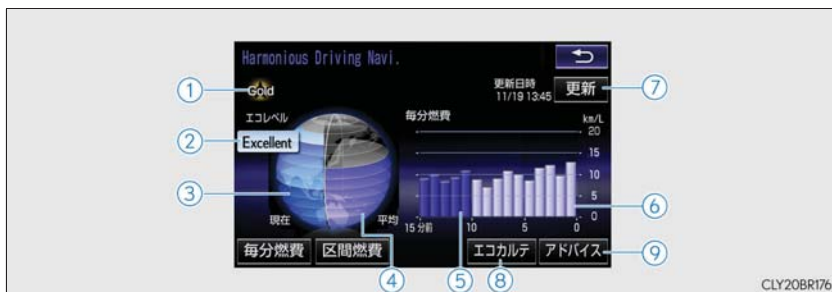 Harmonious Driving Navi.
① Gold
更新日時
11/19 13:45
更新 ⑦
エコレベル
毎分燃費
km/L
② Excellent
20
15
10
5
0
③
⑥
現在
平均
15分前 10 5 0
毎分燃費 区間燃費
エコカルテ アドバイス ⑨
④ ⑤ ⑧
CLY20BR176